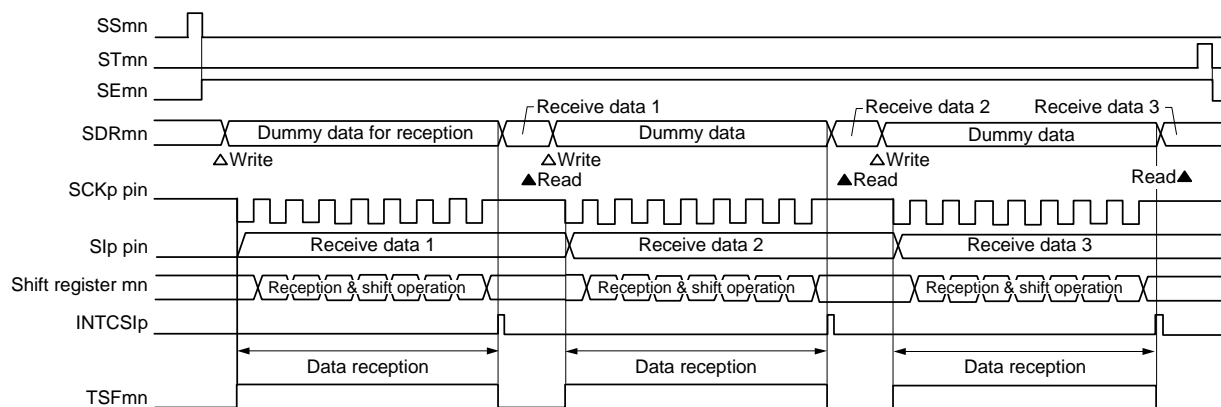 SSmn
STmn
SEmn
Receive data 1
Receive data 2
Receive data 3
SDRmn
Dummy data for reception
Dummy data
Dummy data
△Write
△Write
△Write
▲Read
▲Read
Read▲
SCKp pin
SIp pin
Receive data 1
Receive data 2
Receive data 3
Shift register mn
Reception & shift operation
Reception & shift operation
Reception & shift operation
INTCSIp
Data reception
Data reception
Data reception
TSFmn